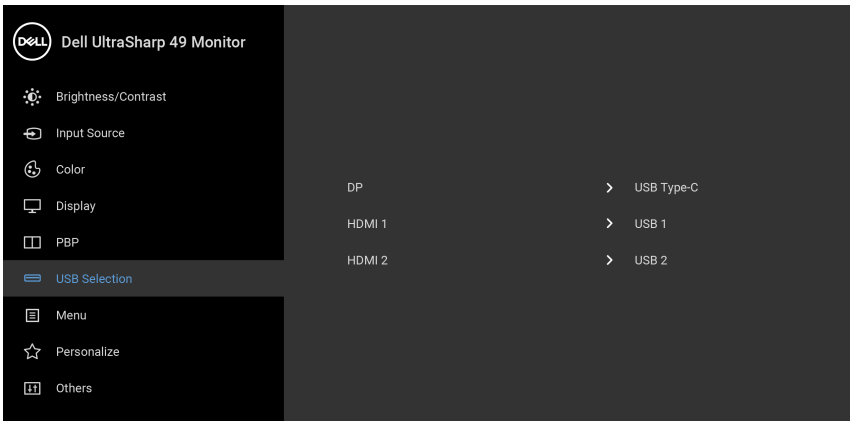 DELL
Dell UltraSharp 49 Monitor
Brightness/Contrast
Input Source
Color
Display
PBP
USB Selection
Menu
Personalize
Others
DP > USB Type-C
HDMI 1 > USB 1
HDMI 2 > USB 2